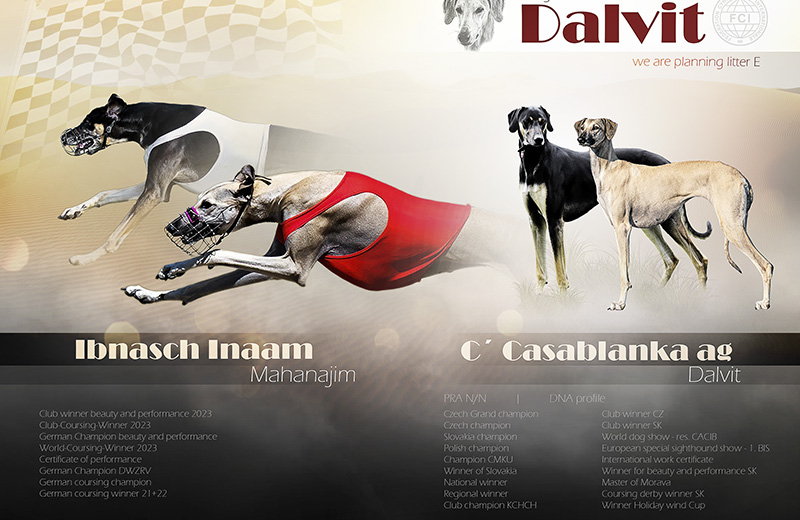 Dalvit
FCI
we are planning litter E
Ibnasch Inaam
Mahanajim
Club winner beauty and performance 2023
Club-Coursing-Winner 2023
German Champion beauty and performance
World-Coursing-Winner 2023
Certificate of performance
German Champion DWZRV
German coursing champion
German coursing winner 21+22
C´ Casablanka ag
Dalvit
PRA N/N | DNA profile
Czech Grand champion
Czech champion
Slovakia champion
Polish champion
Champion CMKU
Winner of Slovakia
National winner
Regional winner
Club champion KCHCH
Club winner CZ
Club winner SK
World dog show - res. CACIB
European special sighthound show - 1. BIS
International work certificate
Winner for beauty and performance SK
Master of Morava
Coursing derby winner SK
Winner Holiday wind Cup